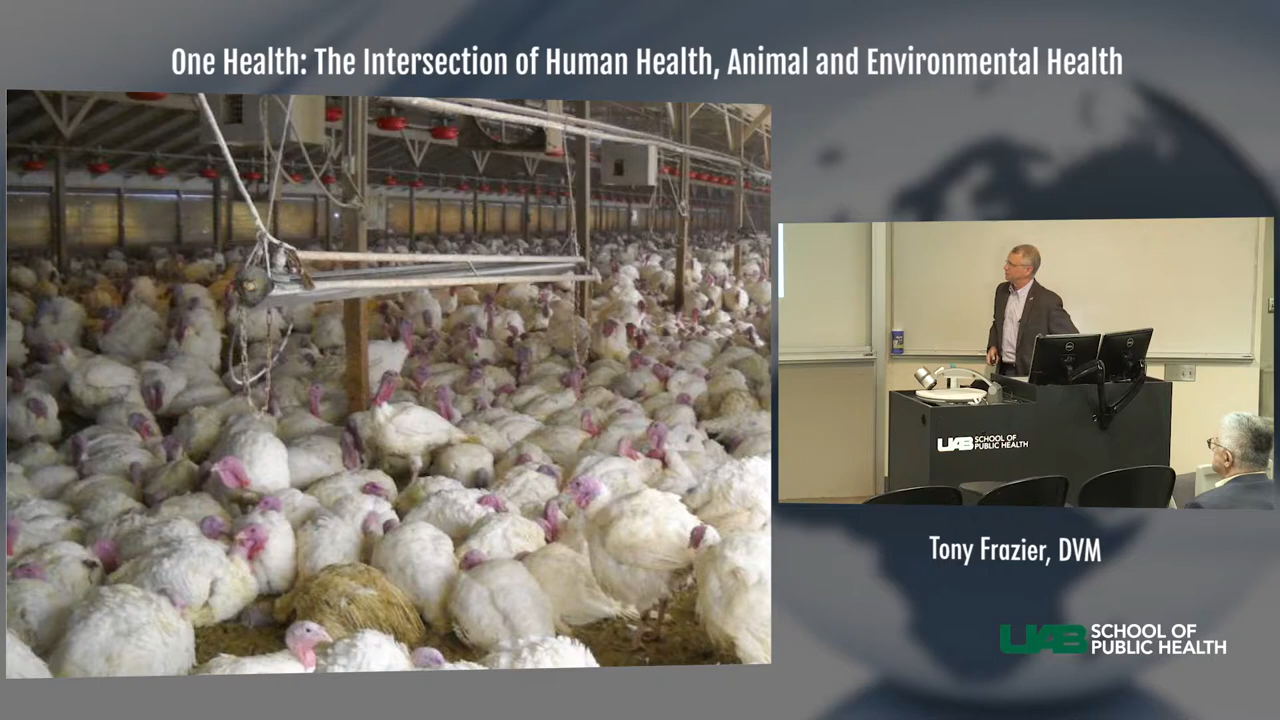 One Health: The Intersection of Human Health, Animal and Environmental Health
UAB SCHOOL OF
PUBLIC HEALTH
Tony Frazier, DVM
UAB SCHOOL OF
PUBLIC HEALTH